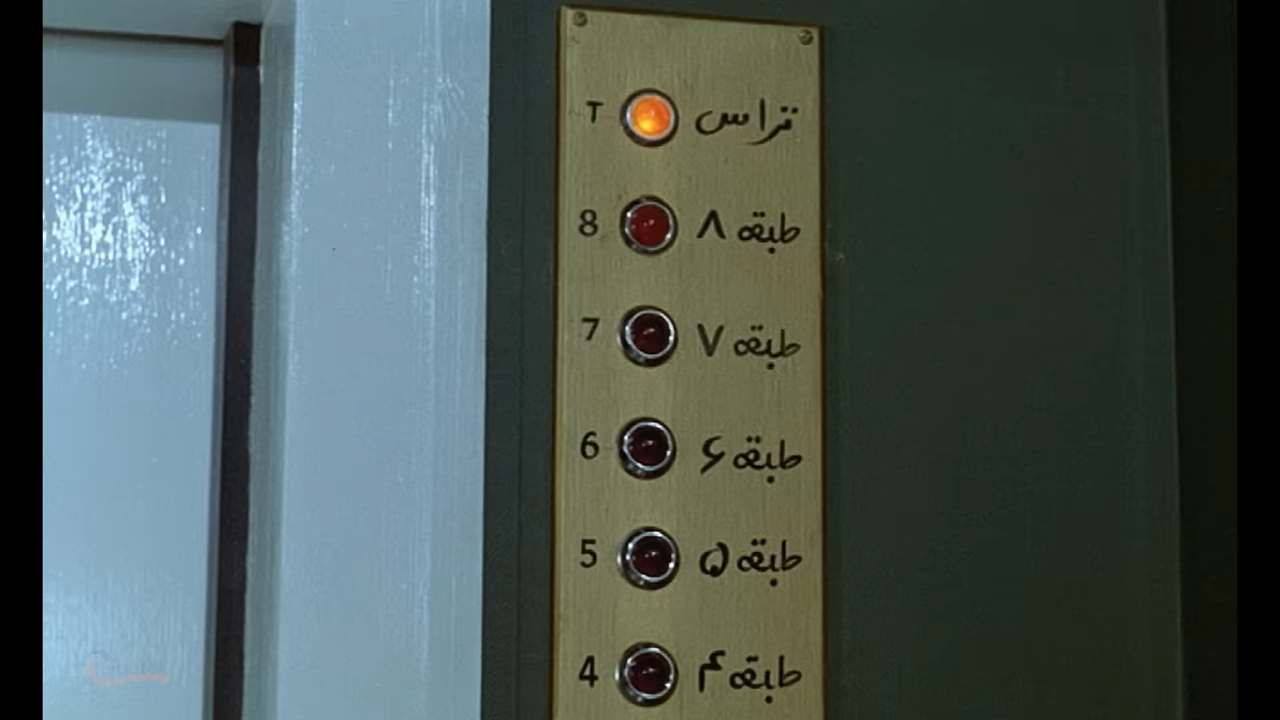 T تراس
8 طبقه ۸
7 طبقه ۷
6 طبقه ۶
5 طبقه ۵
4 طبقه ۴